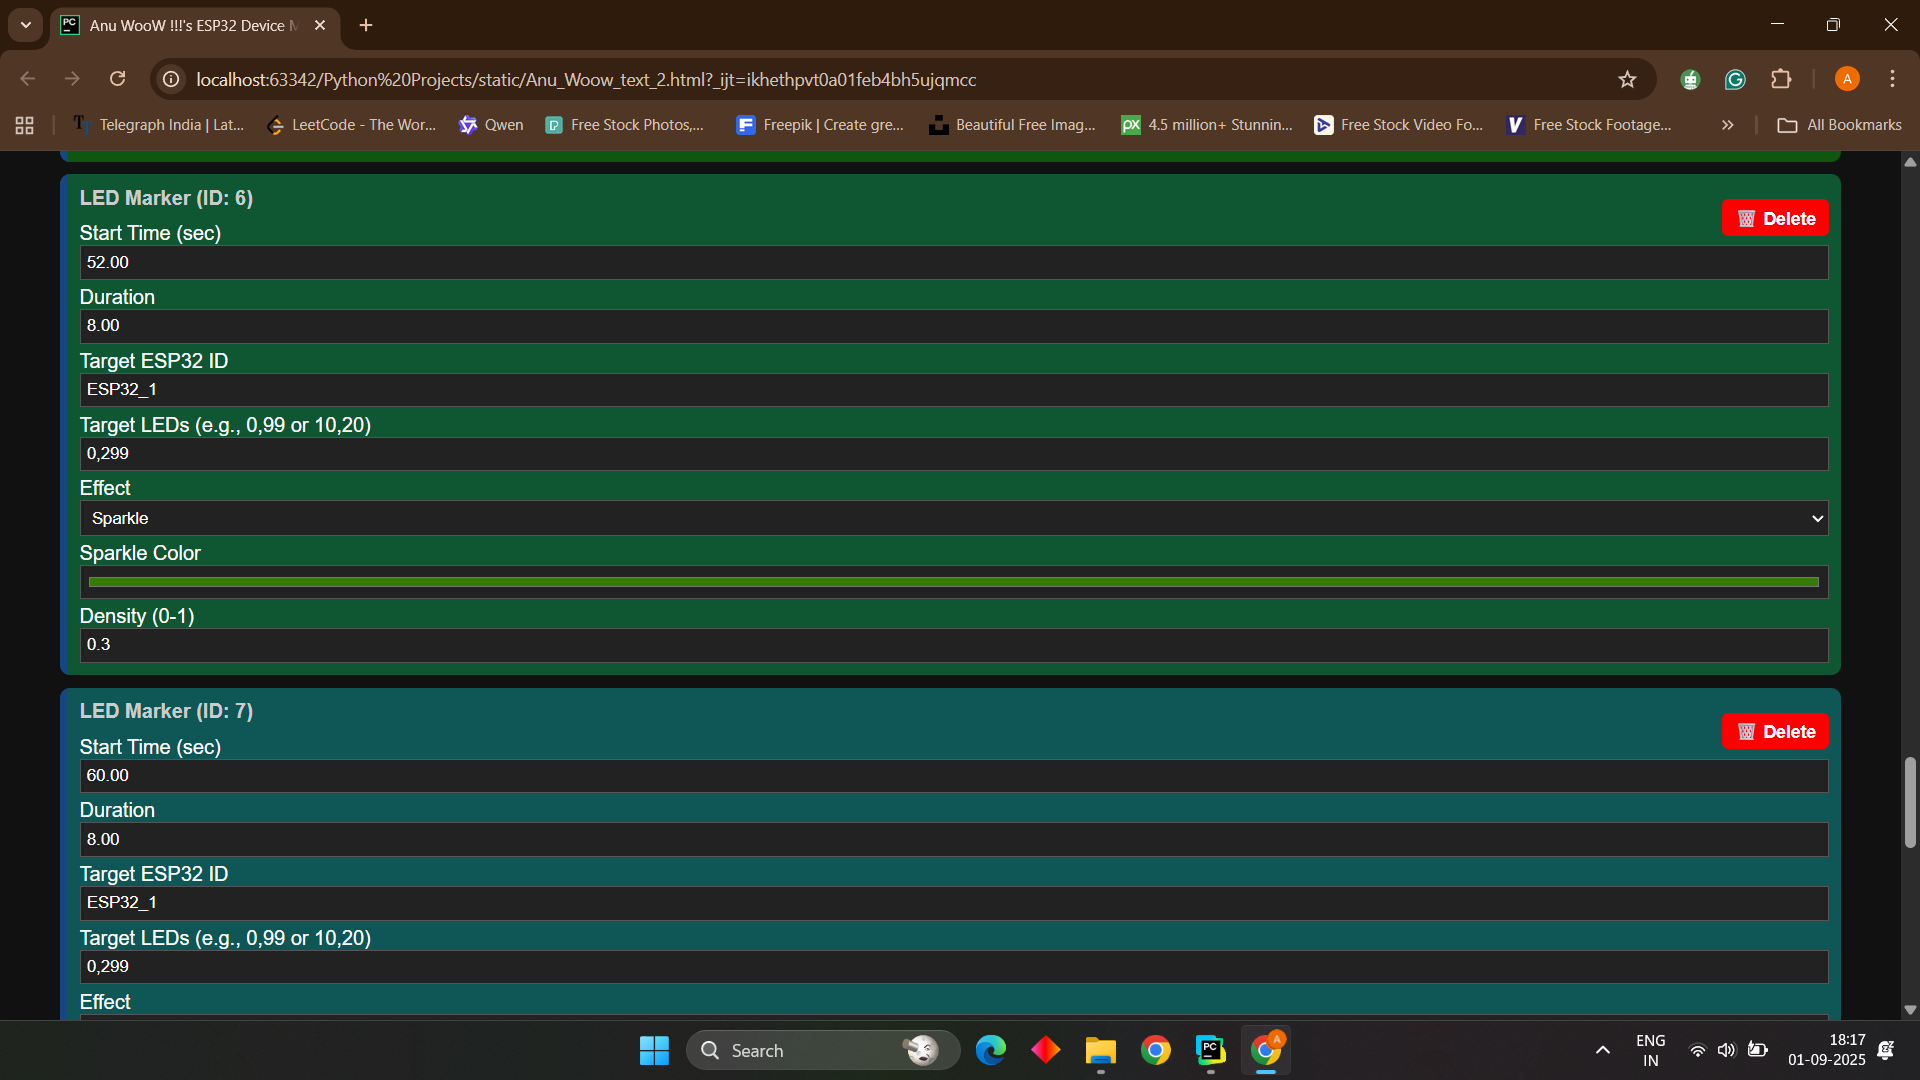 Anu WooW !!!'s ESP32 Device
localhost:63342/Python%20Projects/static/Anu_Woow_text_2.html?_ijt=ikhethpvt0a01feb4bh5ujqmcc
A
Telegraph India | Lat...
LeetCode - The Wor...
Qwen
Free Stock Photos,...
Freepik | Create gre...
Beautiful Free Imag...
4.5 million+ Stunnin...
Free Stock Video Fo...
Free Stock Footage...
All Bookmarks
LED Marker (ID: 6)
Delete
Start Time (sec)
52.00
Duration
8.00
Target ESP32 ID
ESP32_1
Target LEDs (e.g., 0,99 or 10,20)
0,299
Effect
Sparkle
Sparkle Color
Density (0-1)
0.3
LED Marker (ID: 7)
Delete
Start Time (sec)
60.00
Duration
8.00
Target ESP32 ID
ESP32_1
Target LEDs (e.g., 0,99 or 10,20)
0,299
Effect
Search
ENG
IN
18:17
01-09-2025